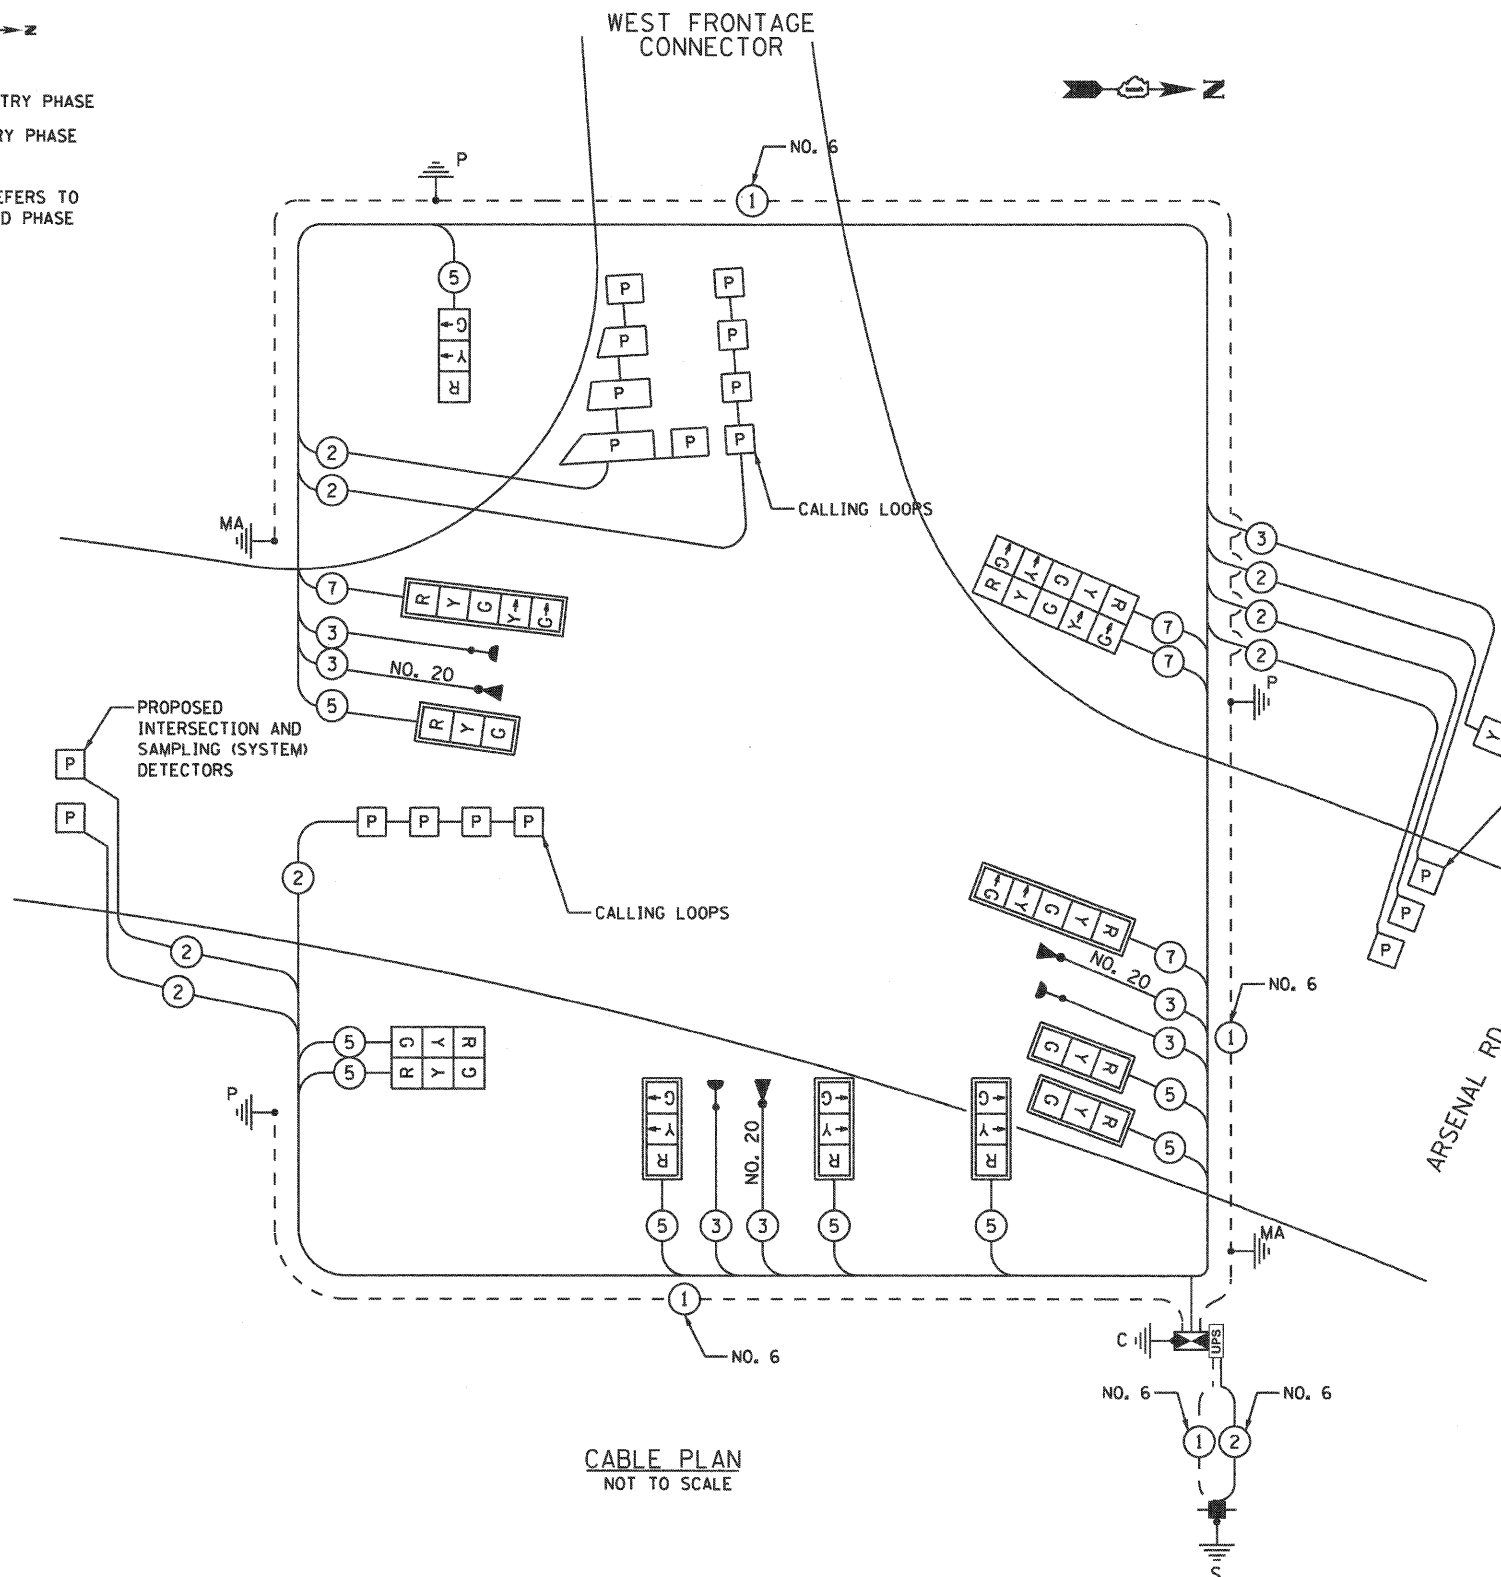 WEST FRONTAGE
CONNECTOR
N
N
TRY PHASE
RY PHASE
EFERS TO
D PHASE
NO. 6
1
P
5
G
Y
R
P
P
P
P
P
P
P
P
P
2
2
CALLING LOOPS
MA
7
R Y G Y G
3
3
NO. 20
5
R Y G
G Y G Y R
R Y G Y G
7
7
3
2
2
2
P
Y
P
P
P
PROPOSED
INTERSECTION AND
SAMPLING (SYSTEM)
DETECTORS
P
P
P P P P
2
CALLING LOOPS
2
2
G Y G Y R
7
NO. 20
3
3
G Y R
5
G Y R
5
NO. 6
1
ARSENAL RD
5
G Y R
5
R Y G
P
G
Y
R
NO. 20
G
Y
R
G
Y
R
5
3
3
5
5
MA
1
NO. 6
C
UPS
NO. 6
NO. 6
1
2
S
CABLE PLAN
NOT TO SCALE